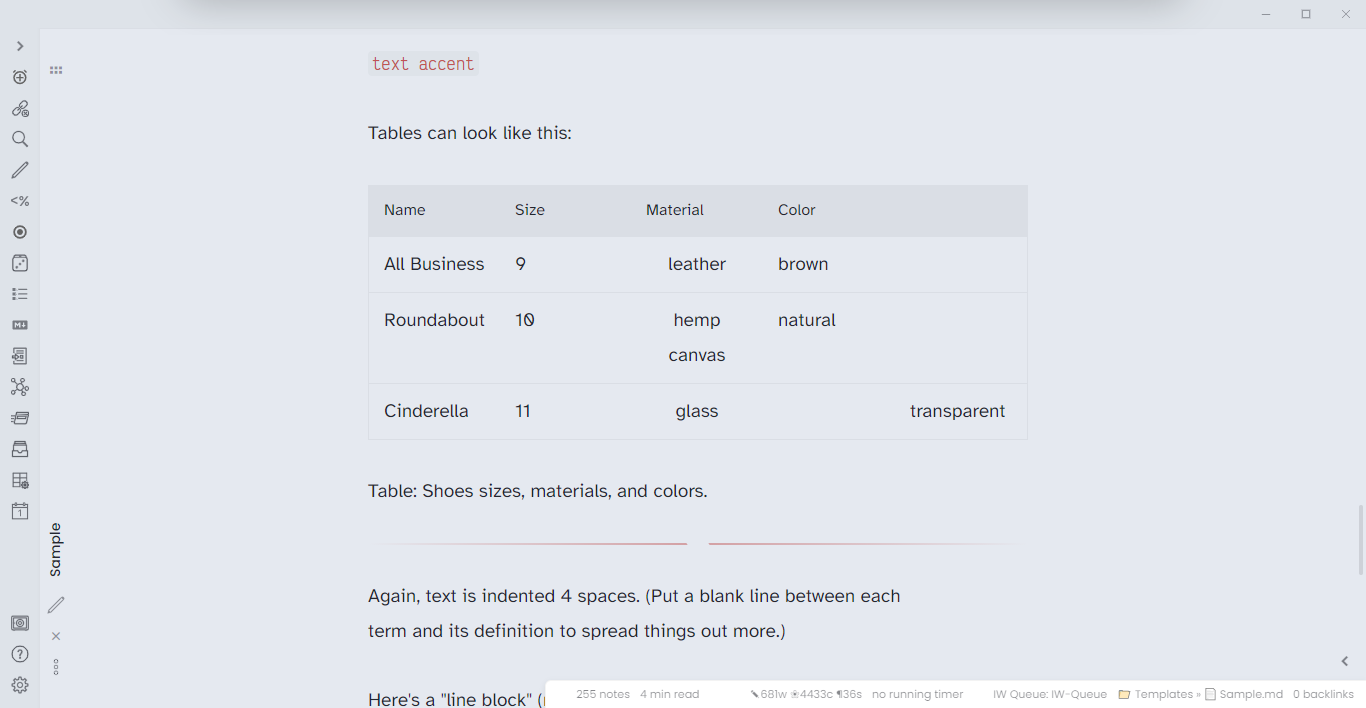 text accent
Tables can look like this:
Name Size Material Color
All Business 9 leather brown
Roundabout 10 hemp natural
canvas
Cinderella 11 glass transparent
Table: Shoes sizes, materials, and colors.
Again, text is indented 4 spaces. (Put a blank line between each
term and its definition to spread things out more.)
Here's a "line block" (
Sample
<%
M↓
1
255 notes 4 min read 681w 4433c ¶36s no running timer IW Queue: IW-Queue Templates » Sample.md 0 backlinks